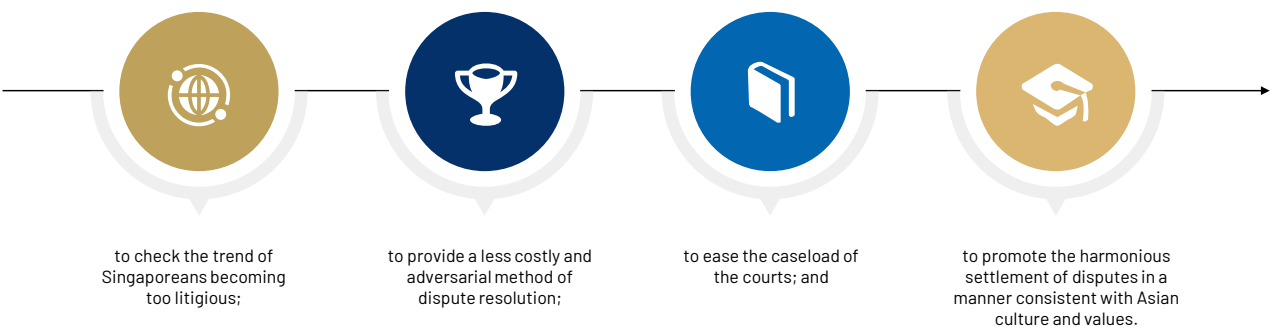 to check the trend of
Singaporeans becoming
too litigious;
to provide a less costly and
adversarial method of
dispute resolution;
to ease the caseload of
the courts; and
to promote the harmonious
settlement of disputes in a
manner consistent with Asian
culture and values.